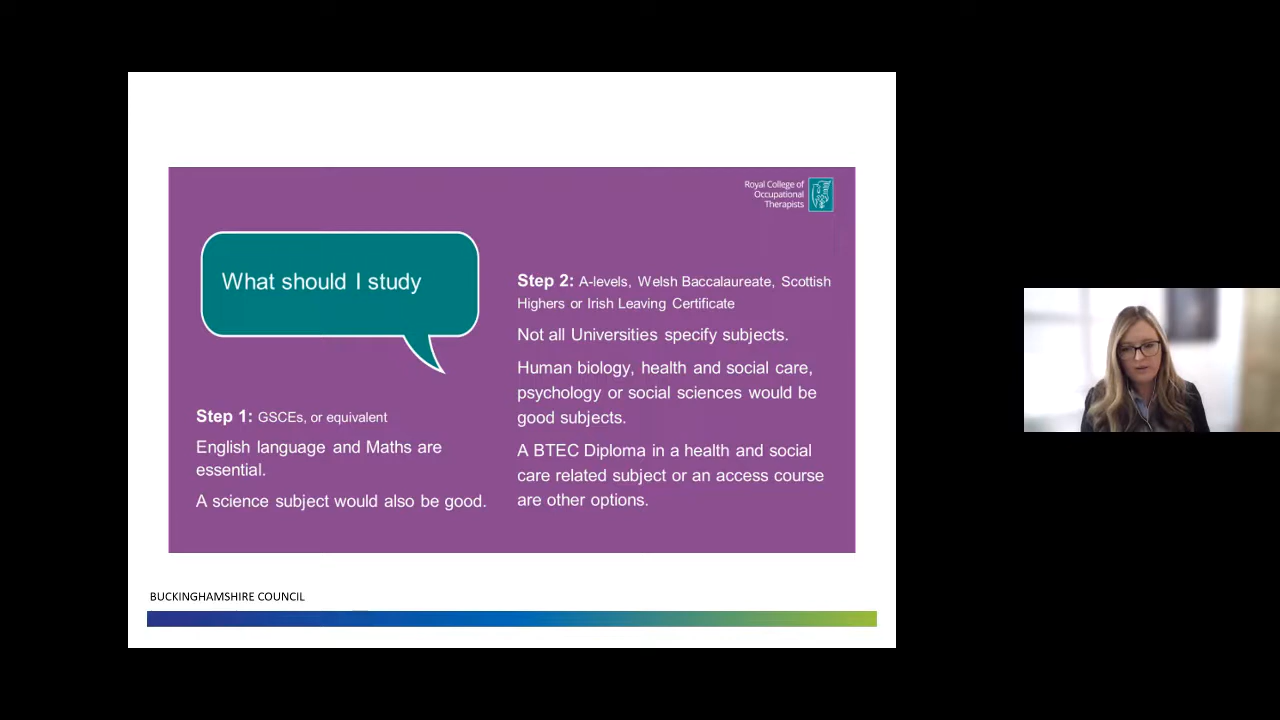 Royal College of
Occupational
Therapists
What should I study
Step 1: GSCEs, or equivalent
English language and Maths are
essential.
A science subject would also be good.
Step 2: A-levels, Welsh Baccalaureate, Scottish
Highers or Irish Leaving Certificate
Not all Universities specify subjects.
Human biology, health and social care,
psychology or social sciences would be
good subjects.
A BTEC Diploma in a health and social
care related subject or an access course
are other options.
BUCKINGHAMSHIRE COUNCIL